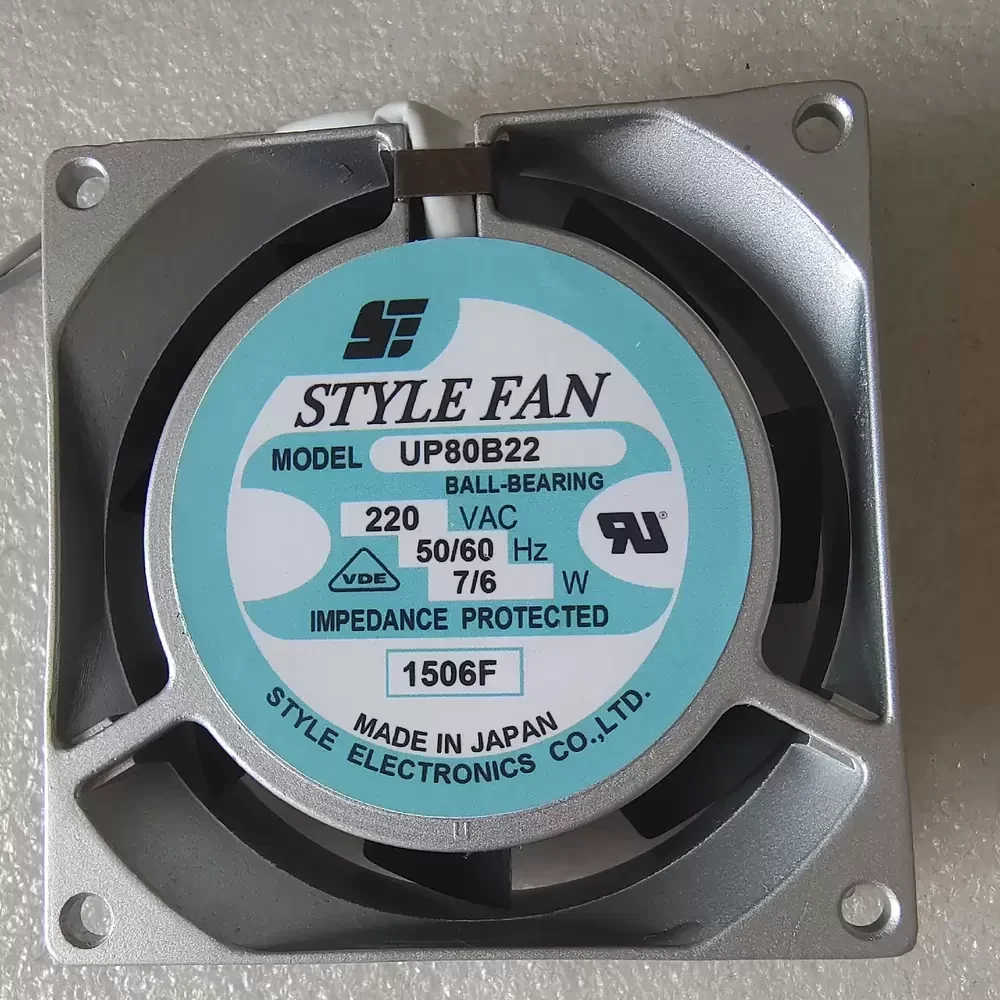 STYLE FAN
MODEL UP80B22
BALL-BEARING
220 VAC
50/60 Hz
VDE 7/6 W
IMPEDANCE PROTECTED
1506F
MADE IN JAPAN
STYLE ELECTRONICS CO.,LTD.